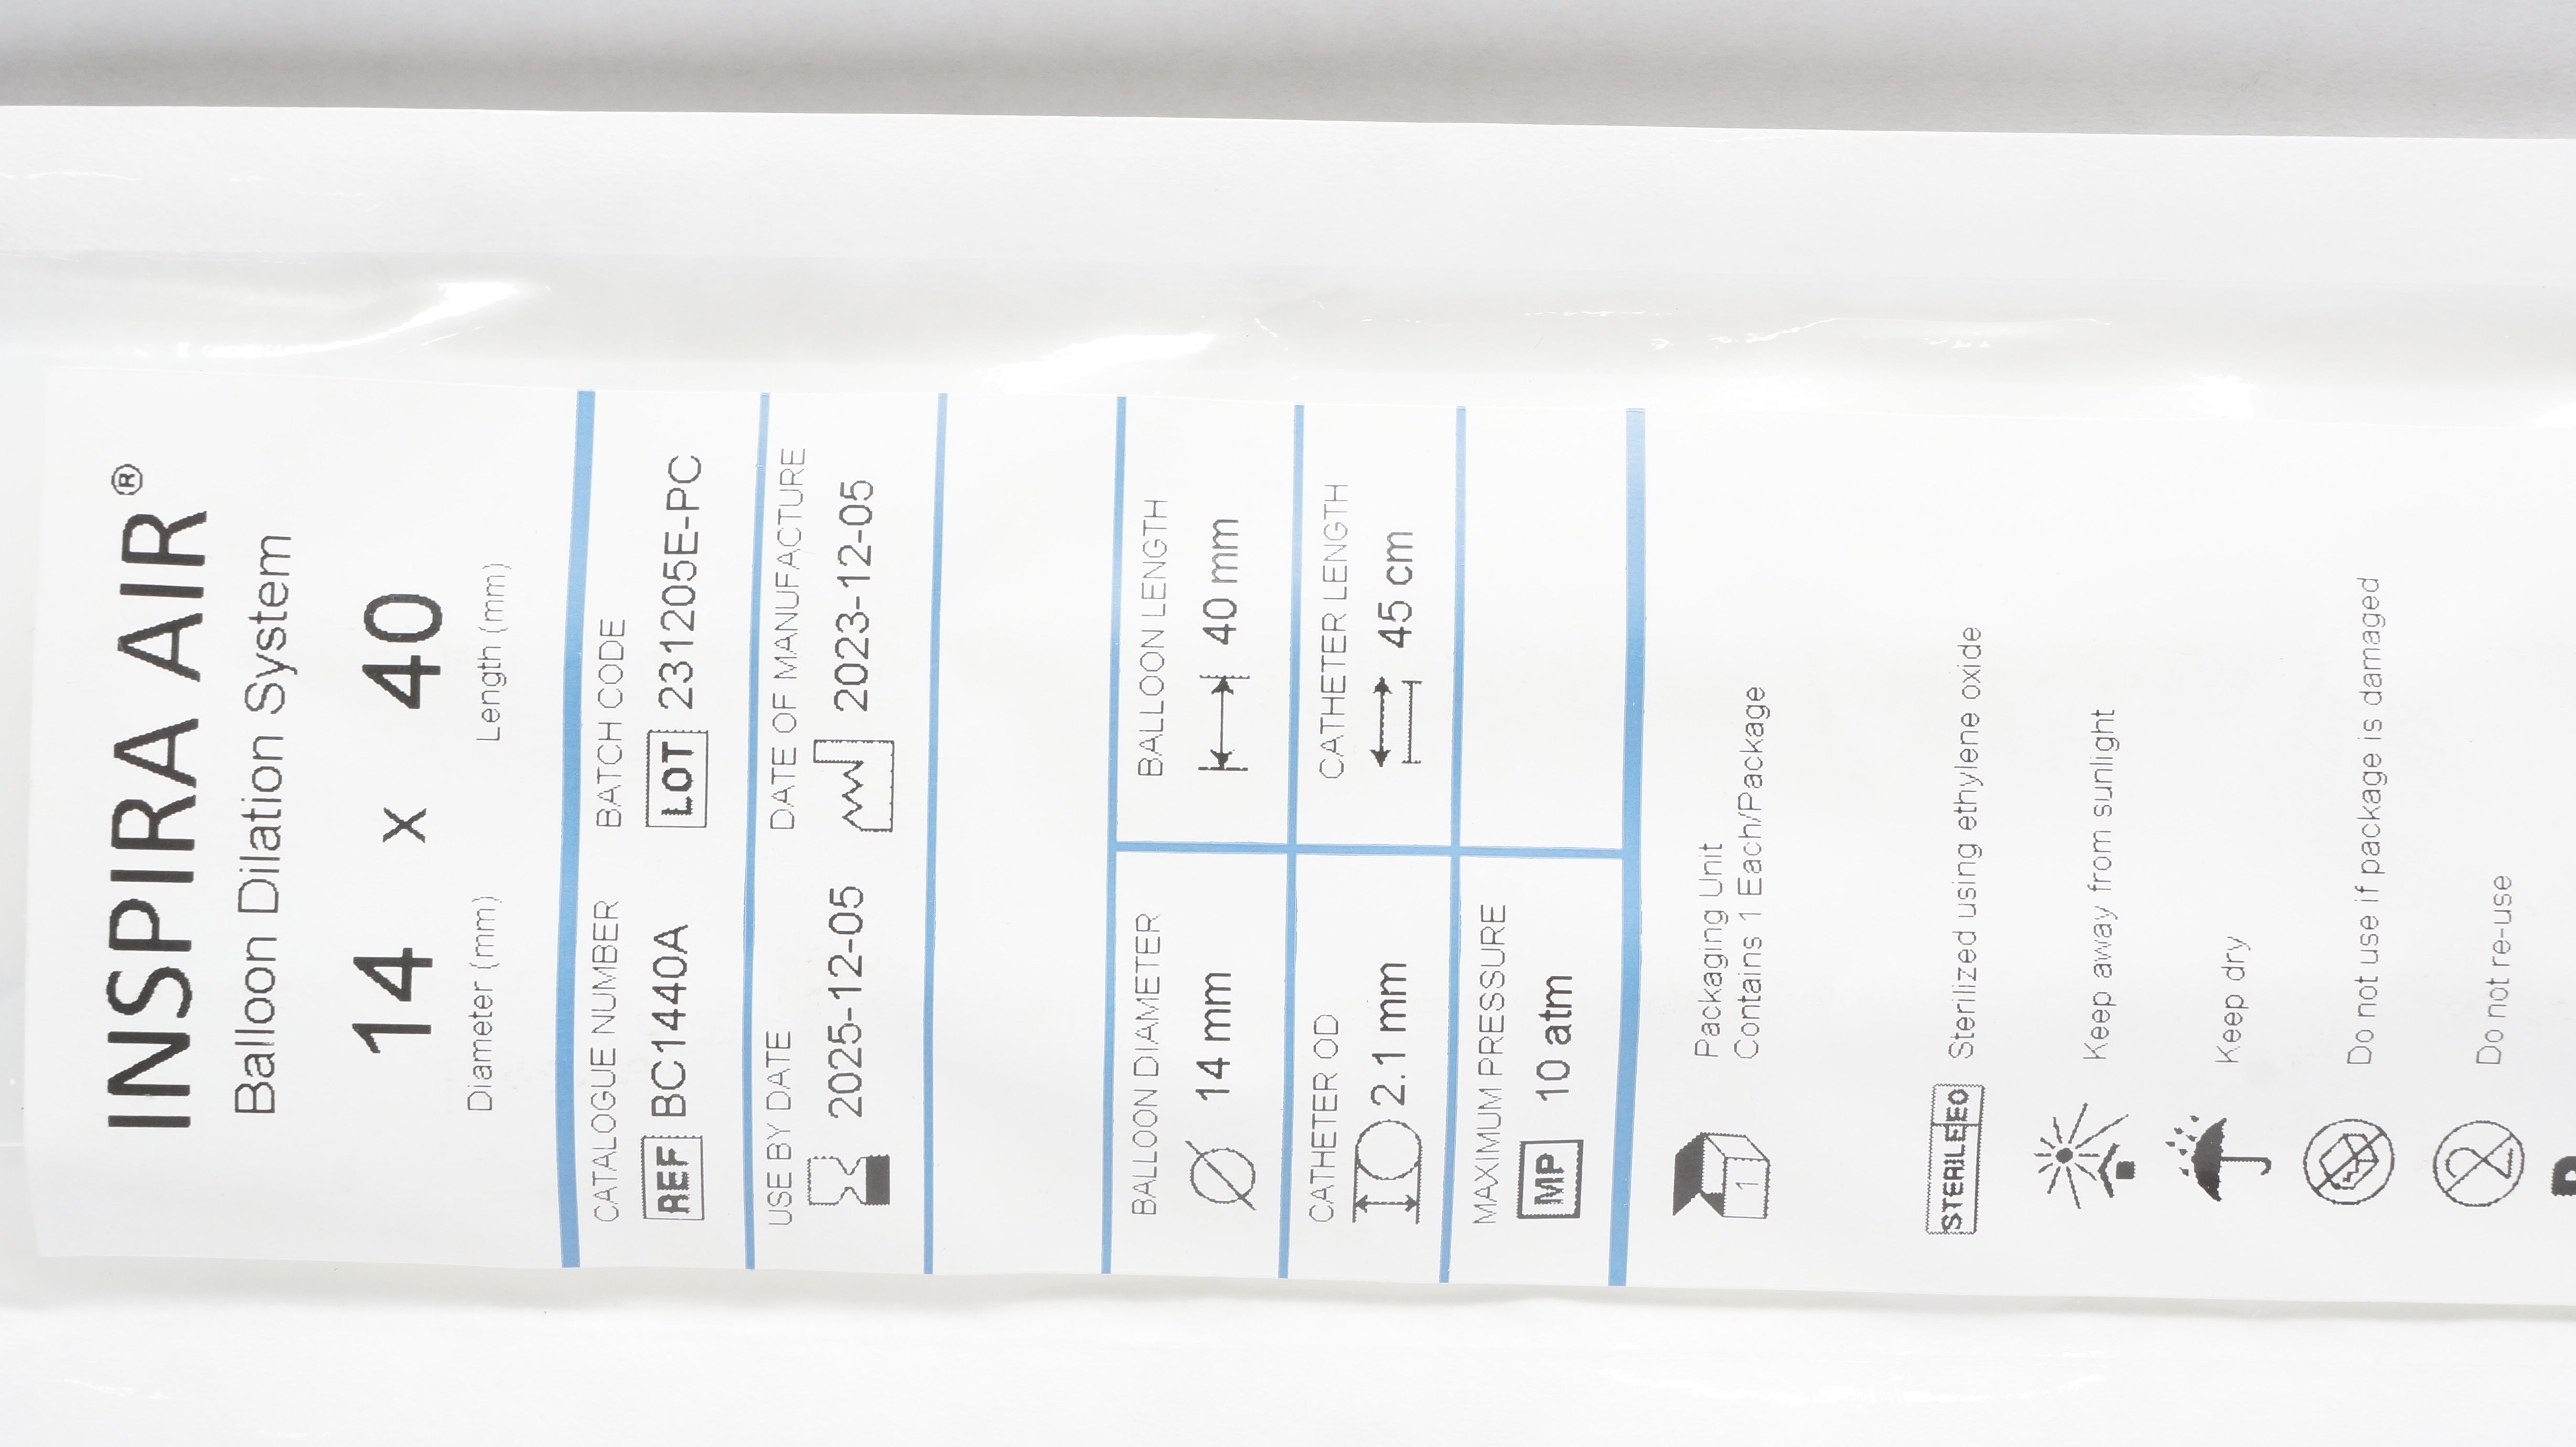 INSPIRA AIR®
Balloon Dilation System
14 x 40
Diameter (mm) Length (mm)
CATALOGUE NUMBER BATCH CODE
REF BC1440A LOT 231205E-PC
USE BY DATE DATE OF MANUFACTURE
2025-12-05 2023-12-05
BALLOON DIAMETER BALLOON LENGTH
14 mm 40 mm
CATHETER OD CATHETER LENGTH
2.1 mm 45 cm
MAXIMUM PRESSURE
MP 10 atm
Packaging Unit
1 Contains 1 Each/Package
STERILE EO Sterilized using ethylene oxide
Keep away from sunlight
Keep dry
Do not use if package is damaged
2 Do not re-use